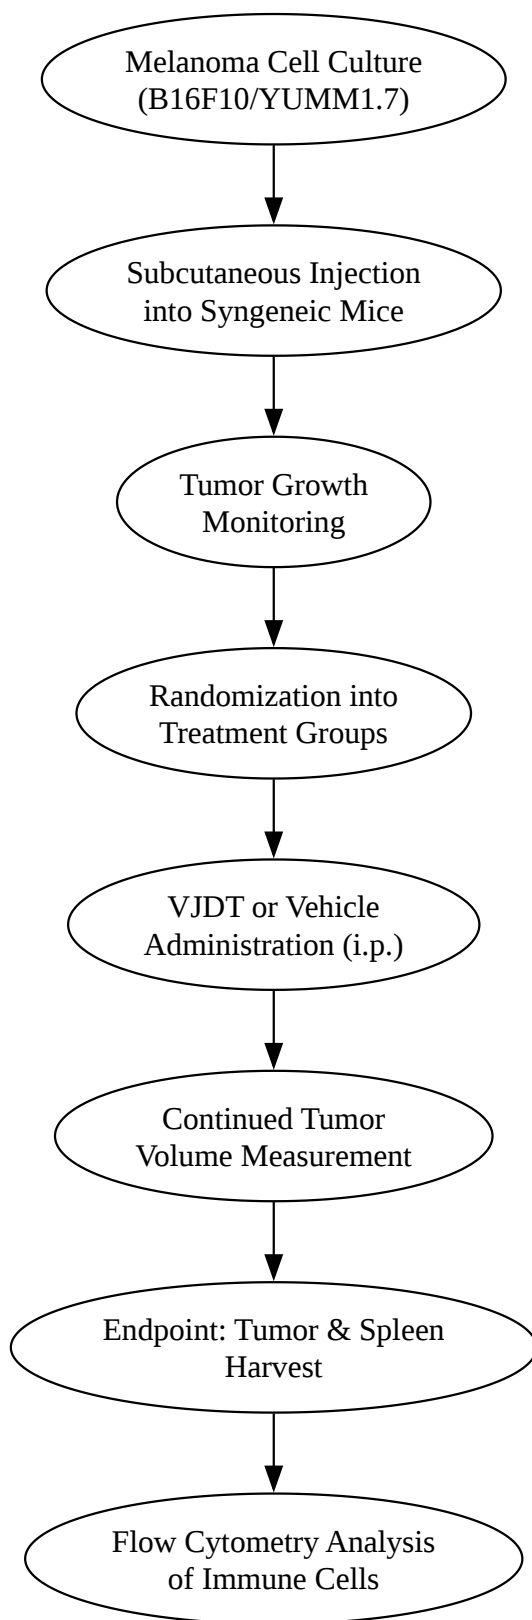 Melanoma Cell Culture
(B16F10/YUMM1.7)
Subcutaneous Injection
into Syngeneic Mice
Tumor Growth
Monitoring
Randomization into
Treatment Groups
VJDT or Vehicle
Administration (i.p.)
Continued Tumor
Volume Measurement
Endpoint: Tumor & Spleen
Harvest
Flow Cytometry Analysis
of Immune Cells